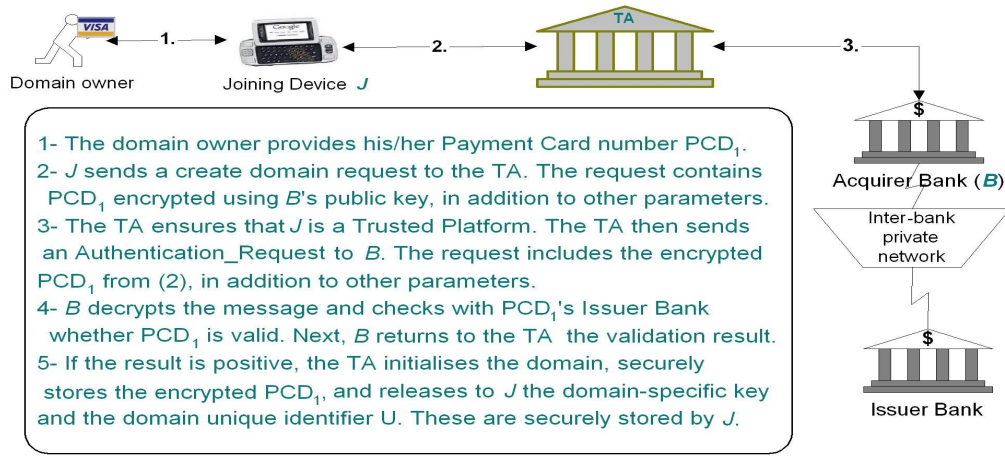 VISA
Google
TA
1.
2.
3.
Domain owner
Joining Device J
$
Acquirer Bank (B)
Inter-bank
private
network
$
Issuer Bank
1- The domain owner provides his/her Payment Card number PCD₁.
2- J sends a create domain request to the TA. The request contains
PCD₁ encrypted using B's public key, in addition to other parameters.
3- The TA ensures that J is a Trusted Platform. The TA then sends
an Authentication_Request to B. The request includes the encrypted
PCD₁ from (2), in addition to other parameters.
4- B decrypts the message and checks with PCD₁'s Issuer Bank
whether PCD₁ is valid. Next, B returns to the TA the validation result.
5- If the result is positive, the TA initialises the domain, securely
stores the encrypted PCD₁, and releases to J the domain-specific key
and the domain unique identifier U. These are securely stored by J.